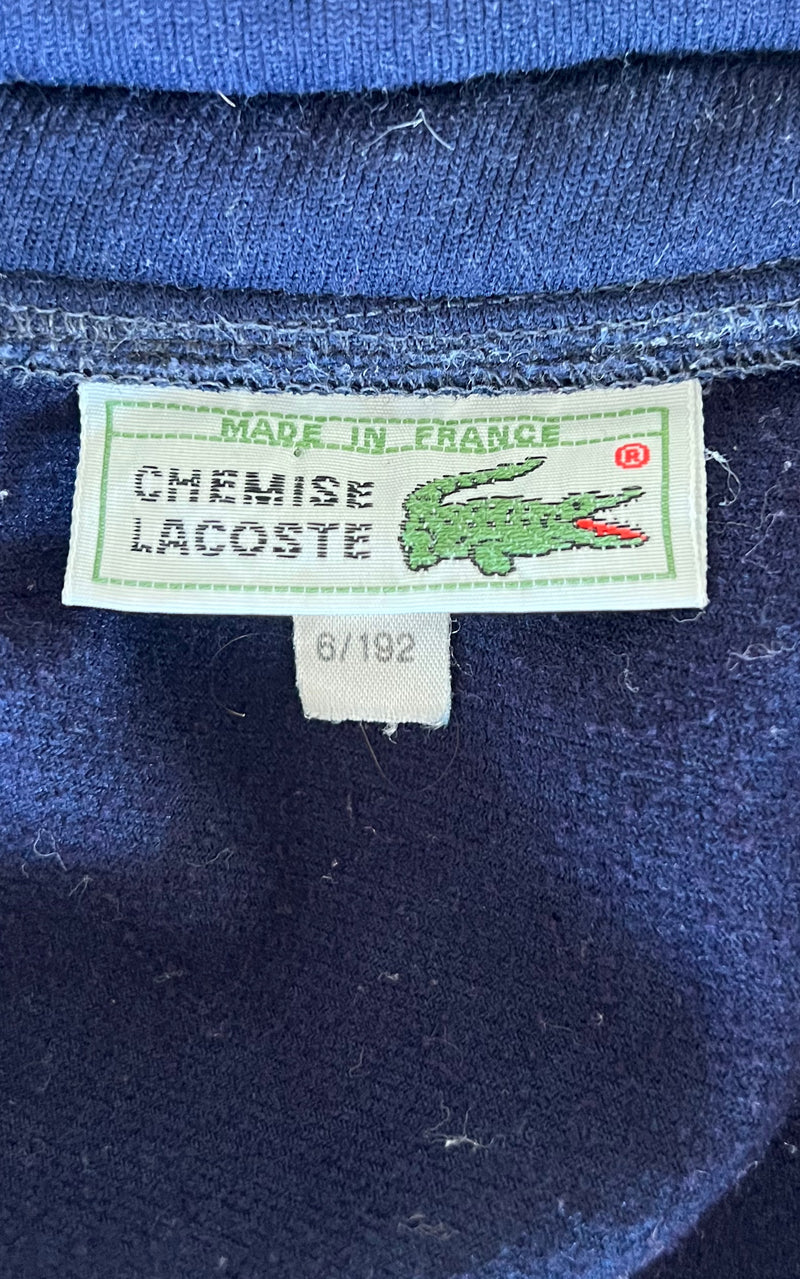 MADE IN FRANCE
®
CHEMISE
LACOSTE
6/192